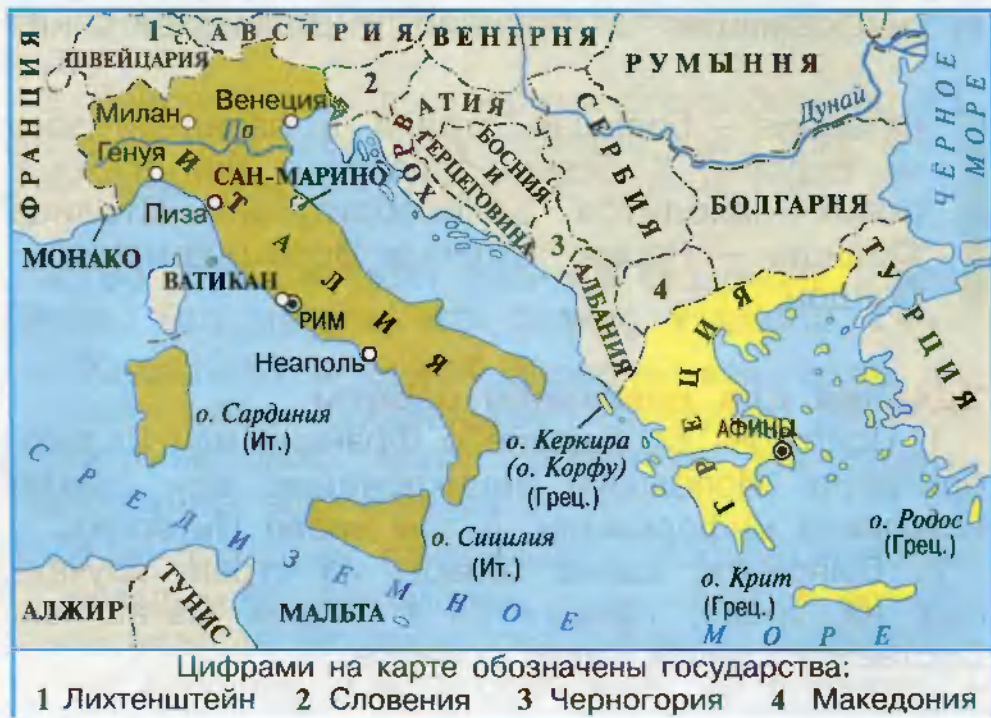 1 АВСТРИЯ
ВЕНГРНЯ
ФРАНЦИЯ
ШВЕЙЦАРИЯ
РУМЫННЯ
2
Милан
Венеция
ХОРВАТИЯ
Дунай
ЧЁРНОЕ
МОРЕ
По
СЕРБИЯ
Генуя
БОСНИЯ
И
ГЕРЦЕГОВИНА
САН-МАРИНО
ИТАЛИЯ
Пиза
БОЛГАРНЯ
МОНАКО
3
ТУРЦИЯ
ВАТИКАН
АЛБАНИЯ
4
РИМ
ГРЕЦИЯ
Неаполь
о. Сардиния
(Ит.)
о. Керкира
(о. Корфу)
(Грец.)
АФИНЫ
СРЕДИЗЕМНОЕ
МОРЕ
о. Сицилия
(Ит.)
о. Родос
(Грец.)
о. Крит
(Грец.)
АЛЖИР
ТУНИС
МАЛЬТА
Цифрами на карте обозначены государства:
1 Лихтенштейн 2 Словения 3 Черногория 4 Македония